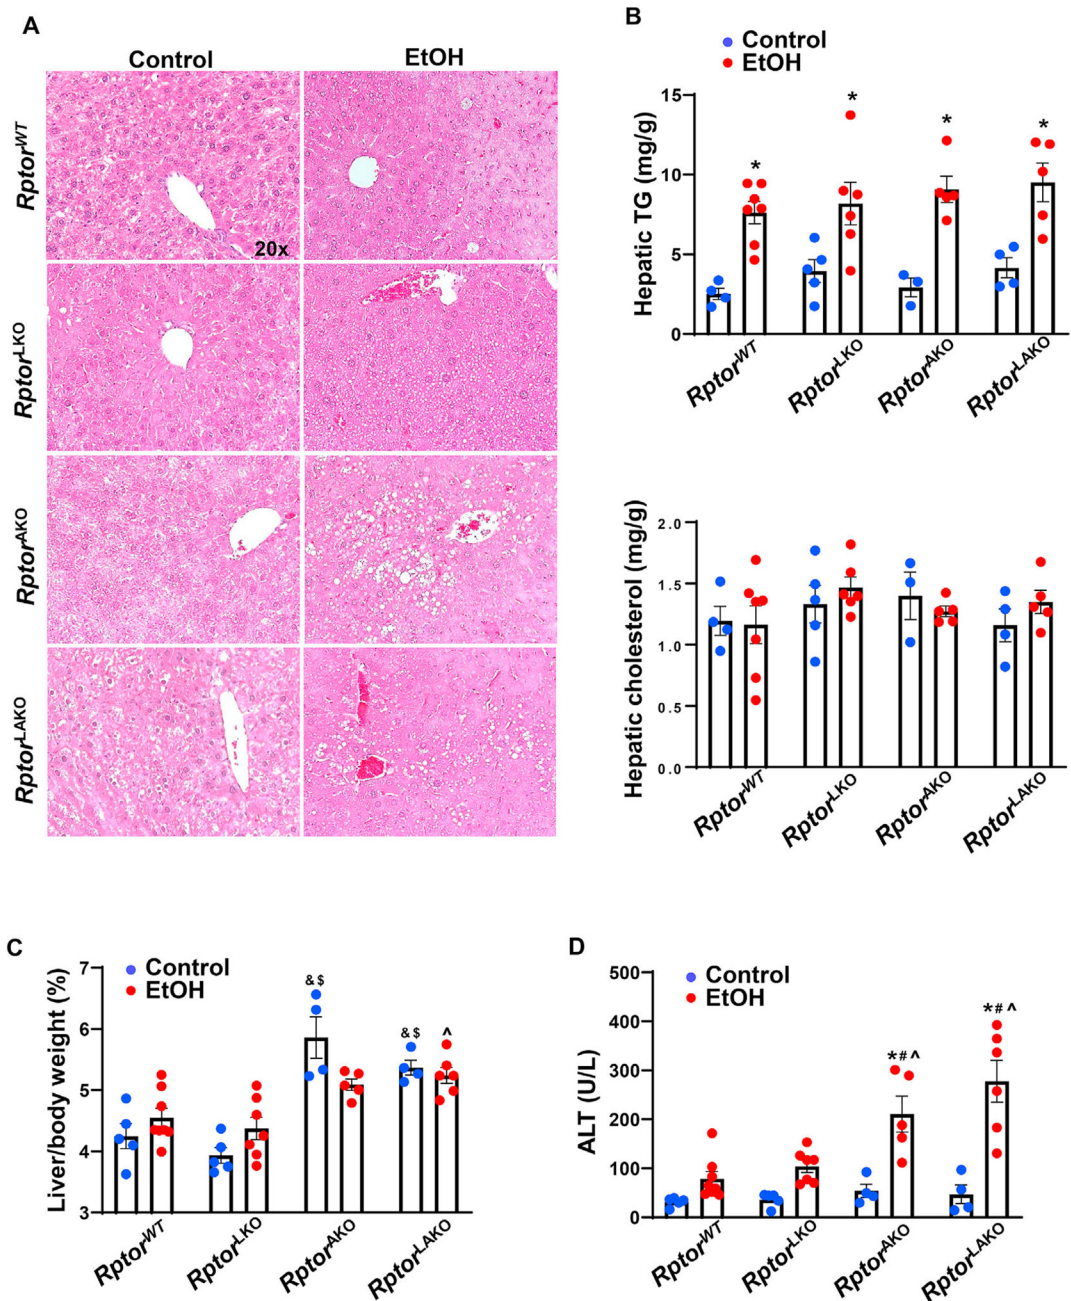 A
Control EtOH
RptorWT
20x
RptorLKO
RptorAKO
RptorLAKO
B
Control
EtOH
Hepatic TG (mg/g)
15
10
5
0
*
*
*
*
RptorWT RptorLKO RptorAKO RptorLAKO
Hepatic cholesterol (mg/g)
2.0
1.5
1.0
0.5
0.0
RptorWT RptorLKO RptorAKO RptorLAKO
C
Control
EtOH
Liver/body weight (%)
7
6
5
4
3
&$
&$
^
RptorWT RptorLKO RptorAKO RptorLAKO
D
Control
EtOH
ALT (U/L)
500
400
300
200
100
0
*#^
*#^
RptorWT RptorLKO RptorAKO RptorLAKO